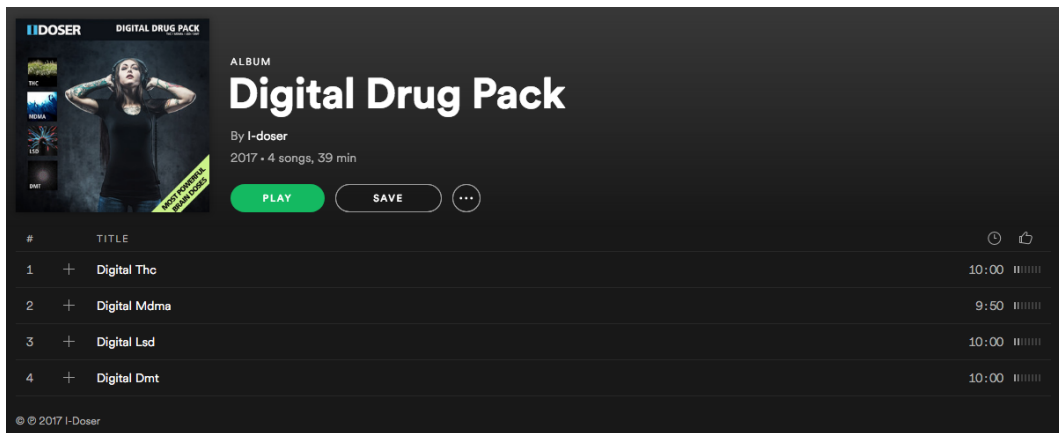 IIDOSER DIGITAL DRUG PACK
THC
MDMA
LSD
DMT
MOST POWERFUL
BRAIN DOSES
ALBUM
Digital Drug Pack
By I-doser
2017 • 4 songs, 39 min
PLAY SAVE
# TITLE
1 Digital Thc 10:00
2 Digital Mdma 9:50
3 Digital Lsd 10:00
4 Digital Dmt 10:00
© ℗ 2017 I-Doser